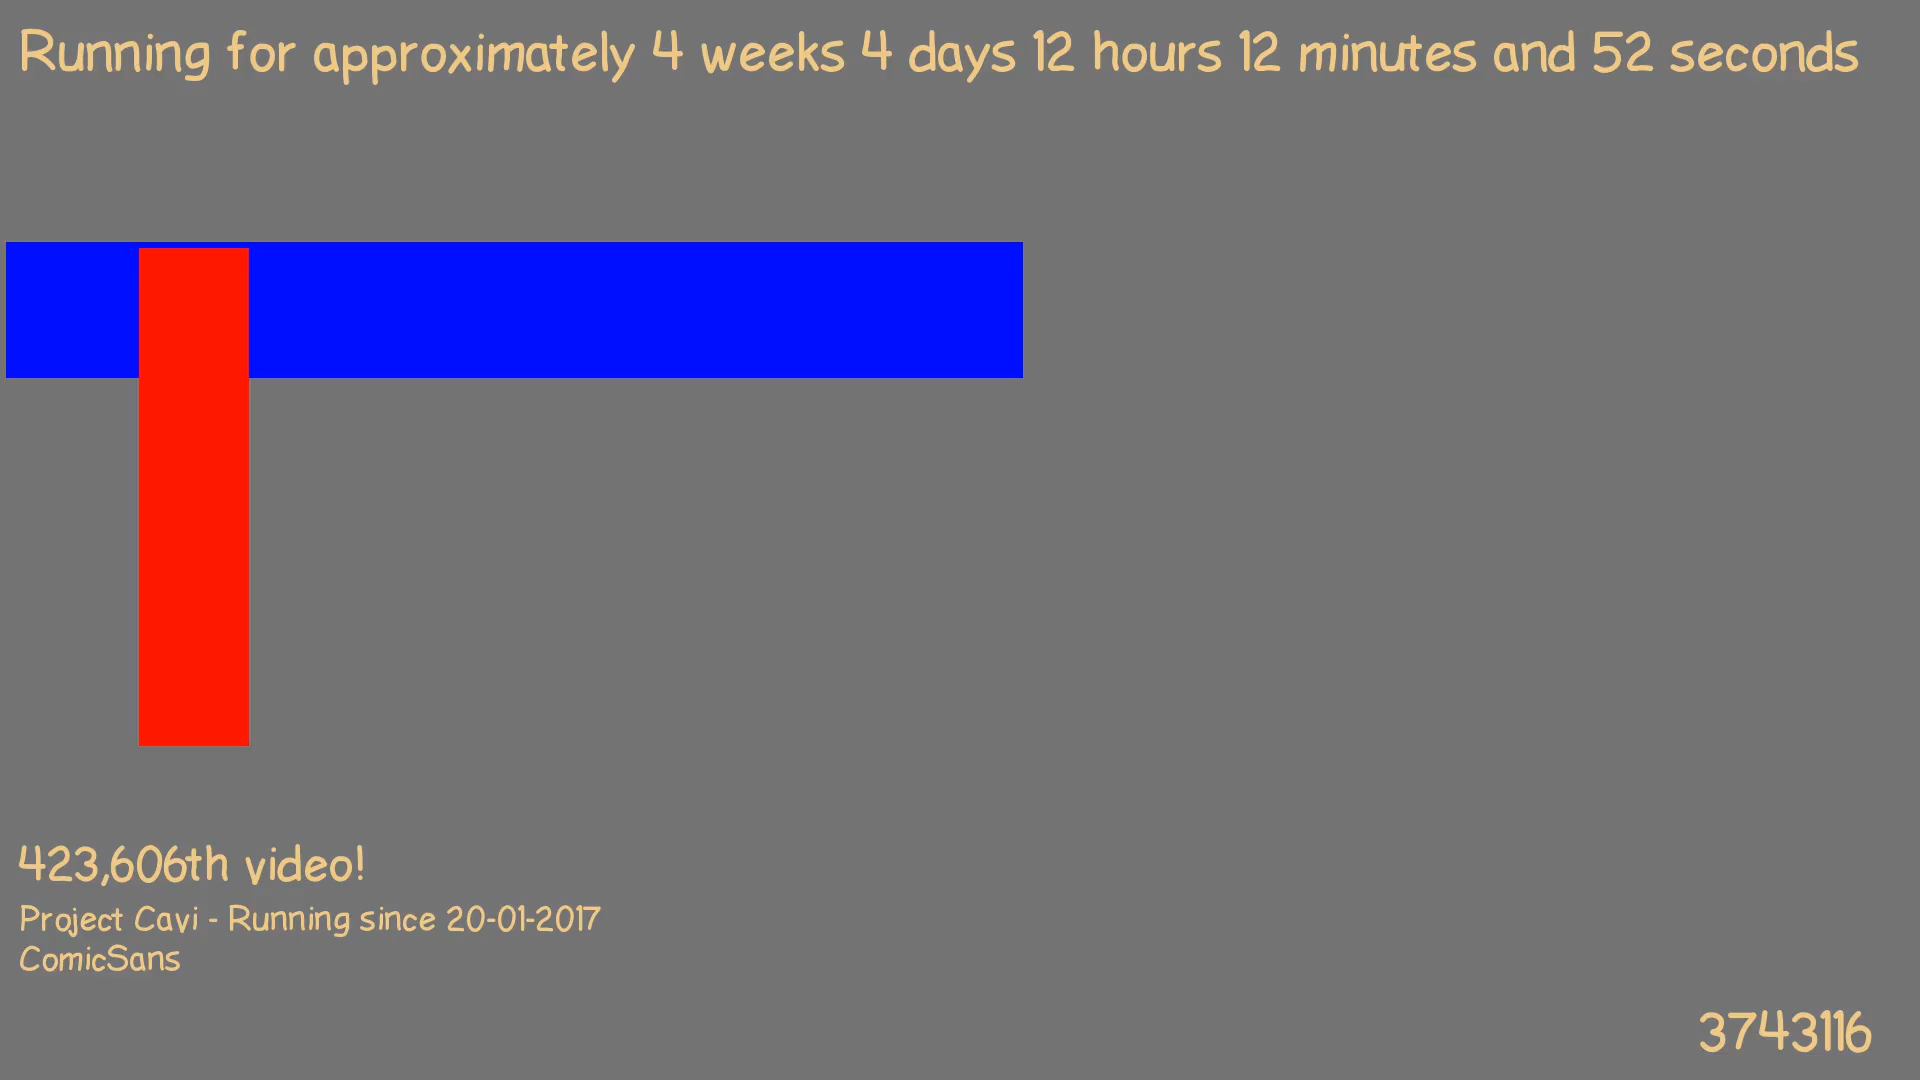 Running for approximately 4 weeks 4 days 12 hours 12 minutes and 52 seconds
423,606th video!
Project Cavi - Running since 20-01-2017
ComicSans
3743116